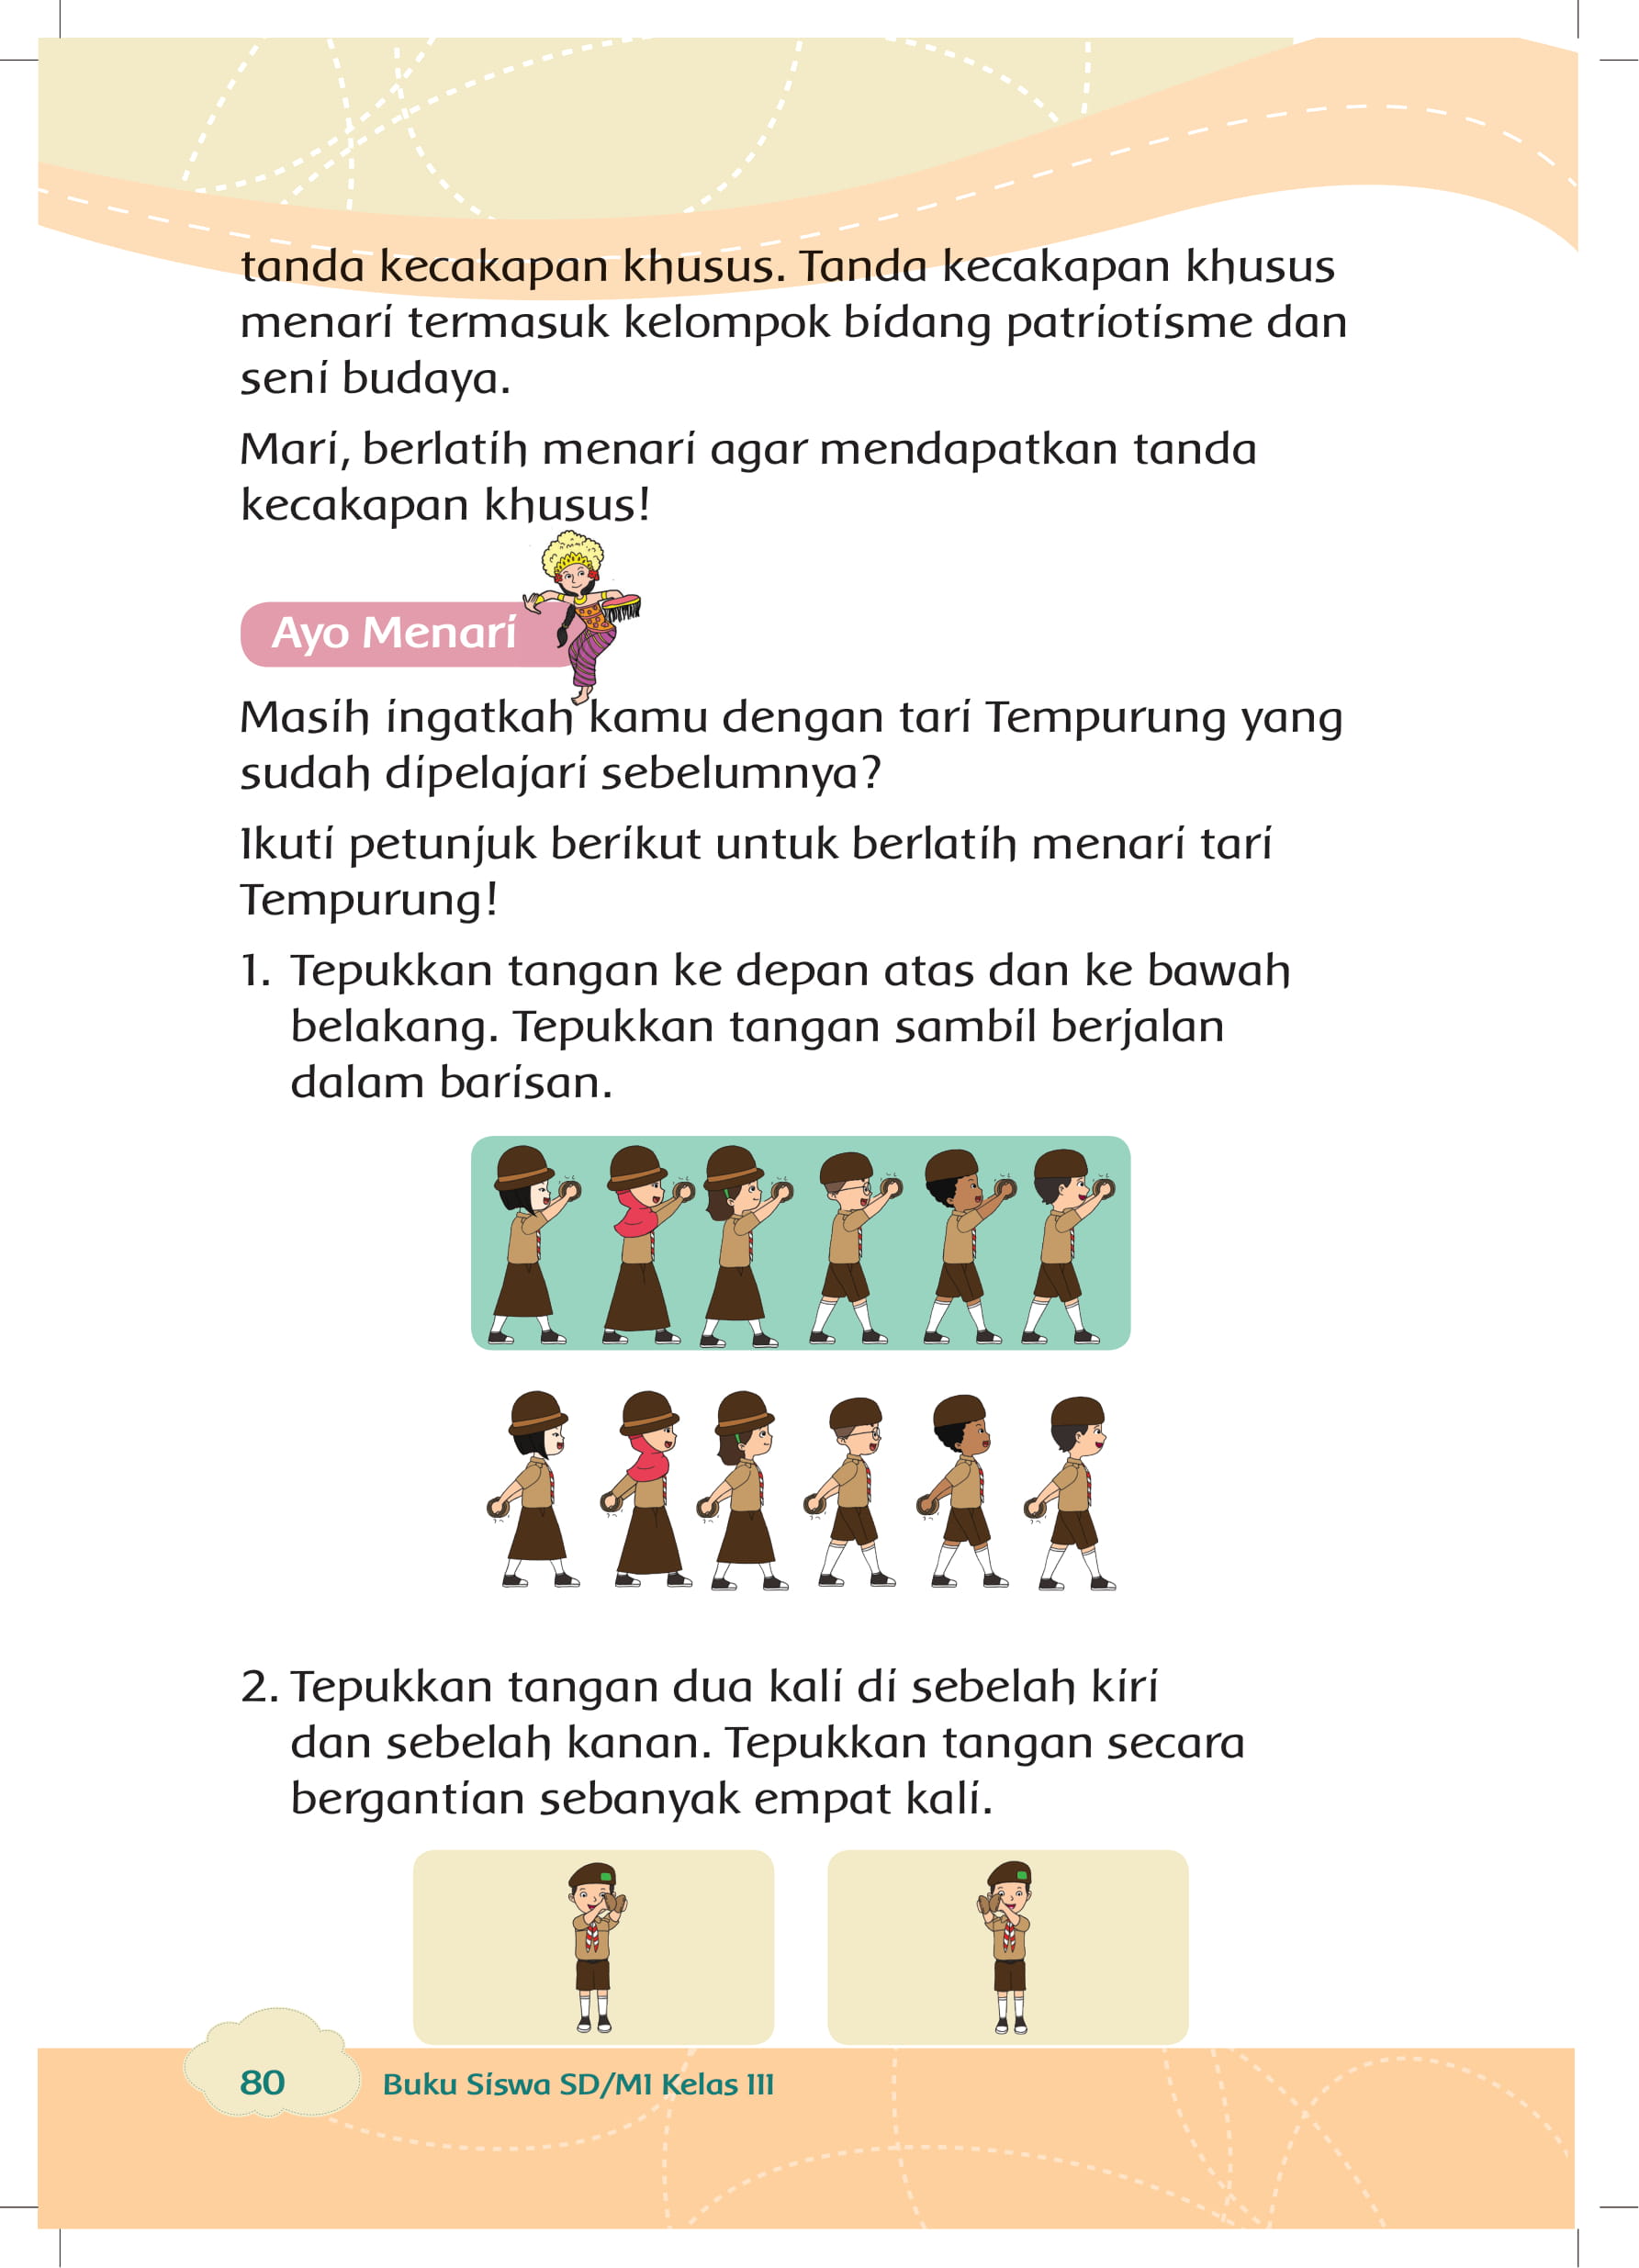 tanda kecakapan khusus. Tanda kecakapan khusus
menari termasuk kelompok bidang patriotisme dan
seni budaya.
Mari, berlatih menari agar mendapatkan tanda
kecakapan khusus!
Ayo Menari
Masih ingatkah kamu dengan tari Tempurung yang
sudah dipelajari sebelumnya?
Ikuti petunjuk berikut untuk berlatih menari tari
Tempurung!
1. Tepukkan tangan ke depan atas dan ke bawah
belakang. Tepukkan tangan sambil berjalan
dalam barisan.
2. Tepukkan tangan dua kali di sebelah kiri
dan sebelah kanan. Tepukkan tangan secara
bergantian sebanyak empat kali.
80 Buku Siswa SD/MI Kelas III